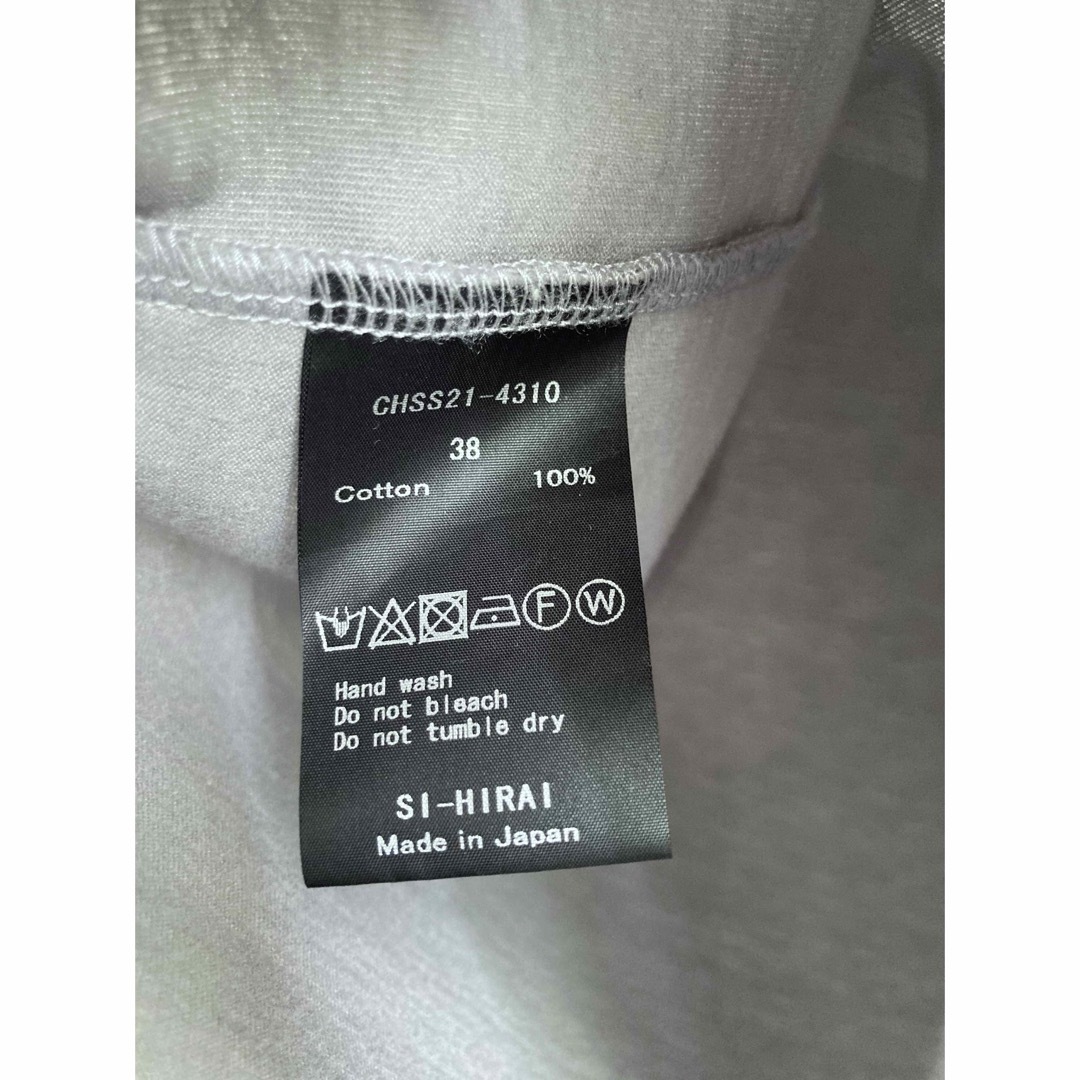 CHSS21-4310
38
Cotton 100%
F W
Hand wash
Do not bleach
Do not tumble dry
SI-HIRAI
Made in Japan